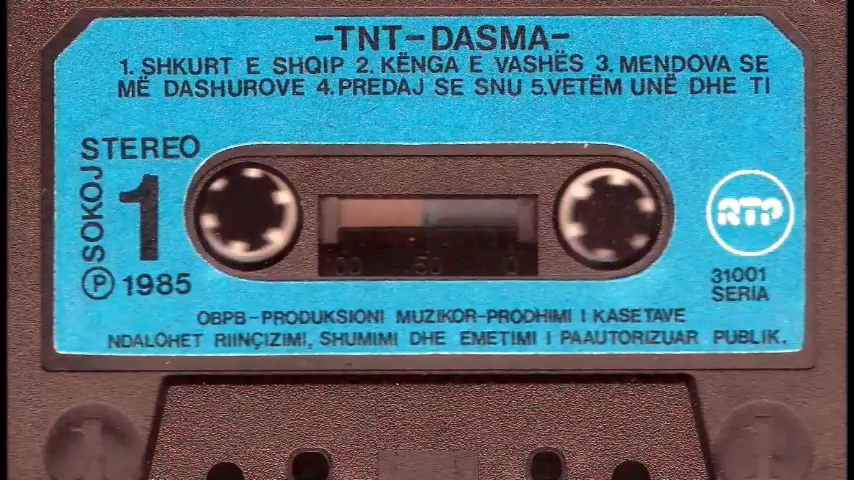 -TNT-DASMA-
1. SHKURT E SHQIP 2. KËNGA E VASHËS 3. MENDOVA SE
MË DASHUROVE 4. PREDAJ SE SNU 5. VETËM UNË DHE TI
STEREO
SOKOJ
1
RTP
Ⓟ 1985
31001
SERIA
OBPB-PRODUKSIONI MUZIKOR-PRODHIMI I KASETAVE
NDALOHET RIINÇIZIMI, SHUMIMI DHE EMETIMI I PAAUTORIZUAR PUBLIK.
100 50 0
1 1